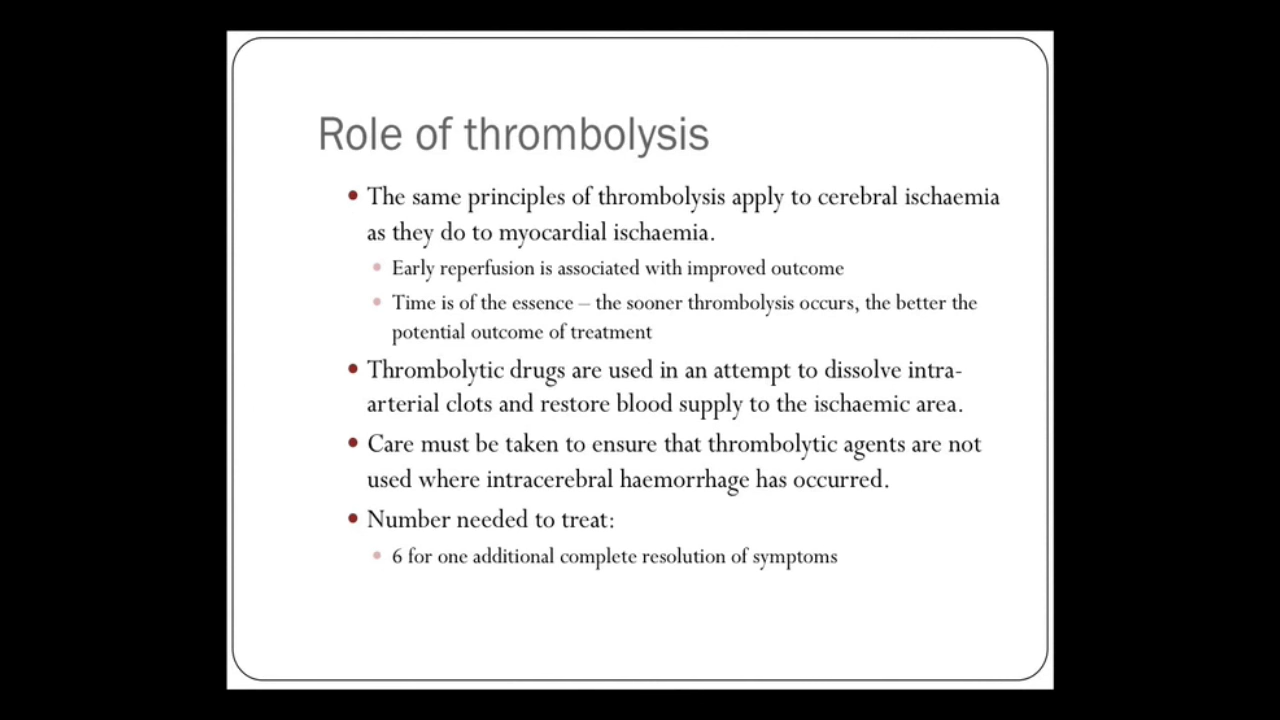 Role of thrombolysis
The same principles of thrombolysis apply to cerebral ischaemia
as they do to myocardial ischaemia.
Early reperfusion is associated with improved outcome
Time is of the essence – the sooner thrombolysis occurs, the better the
potential outcome of treatment
Thrombolytic drugs are used in an attempt to dissolve intra-
arterial clots and restore blood supply to the ischaemic area.
Care must be taken to ensure that thrombolytic agents are not
used where intracerebral haemorrhage has occurred.
Number needed to treat:
6 for one additional complete resolution of symptoms